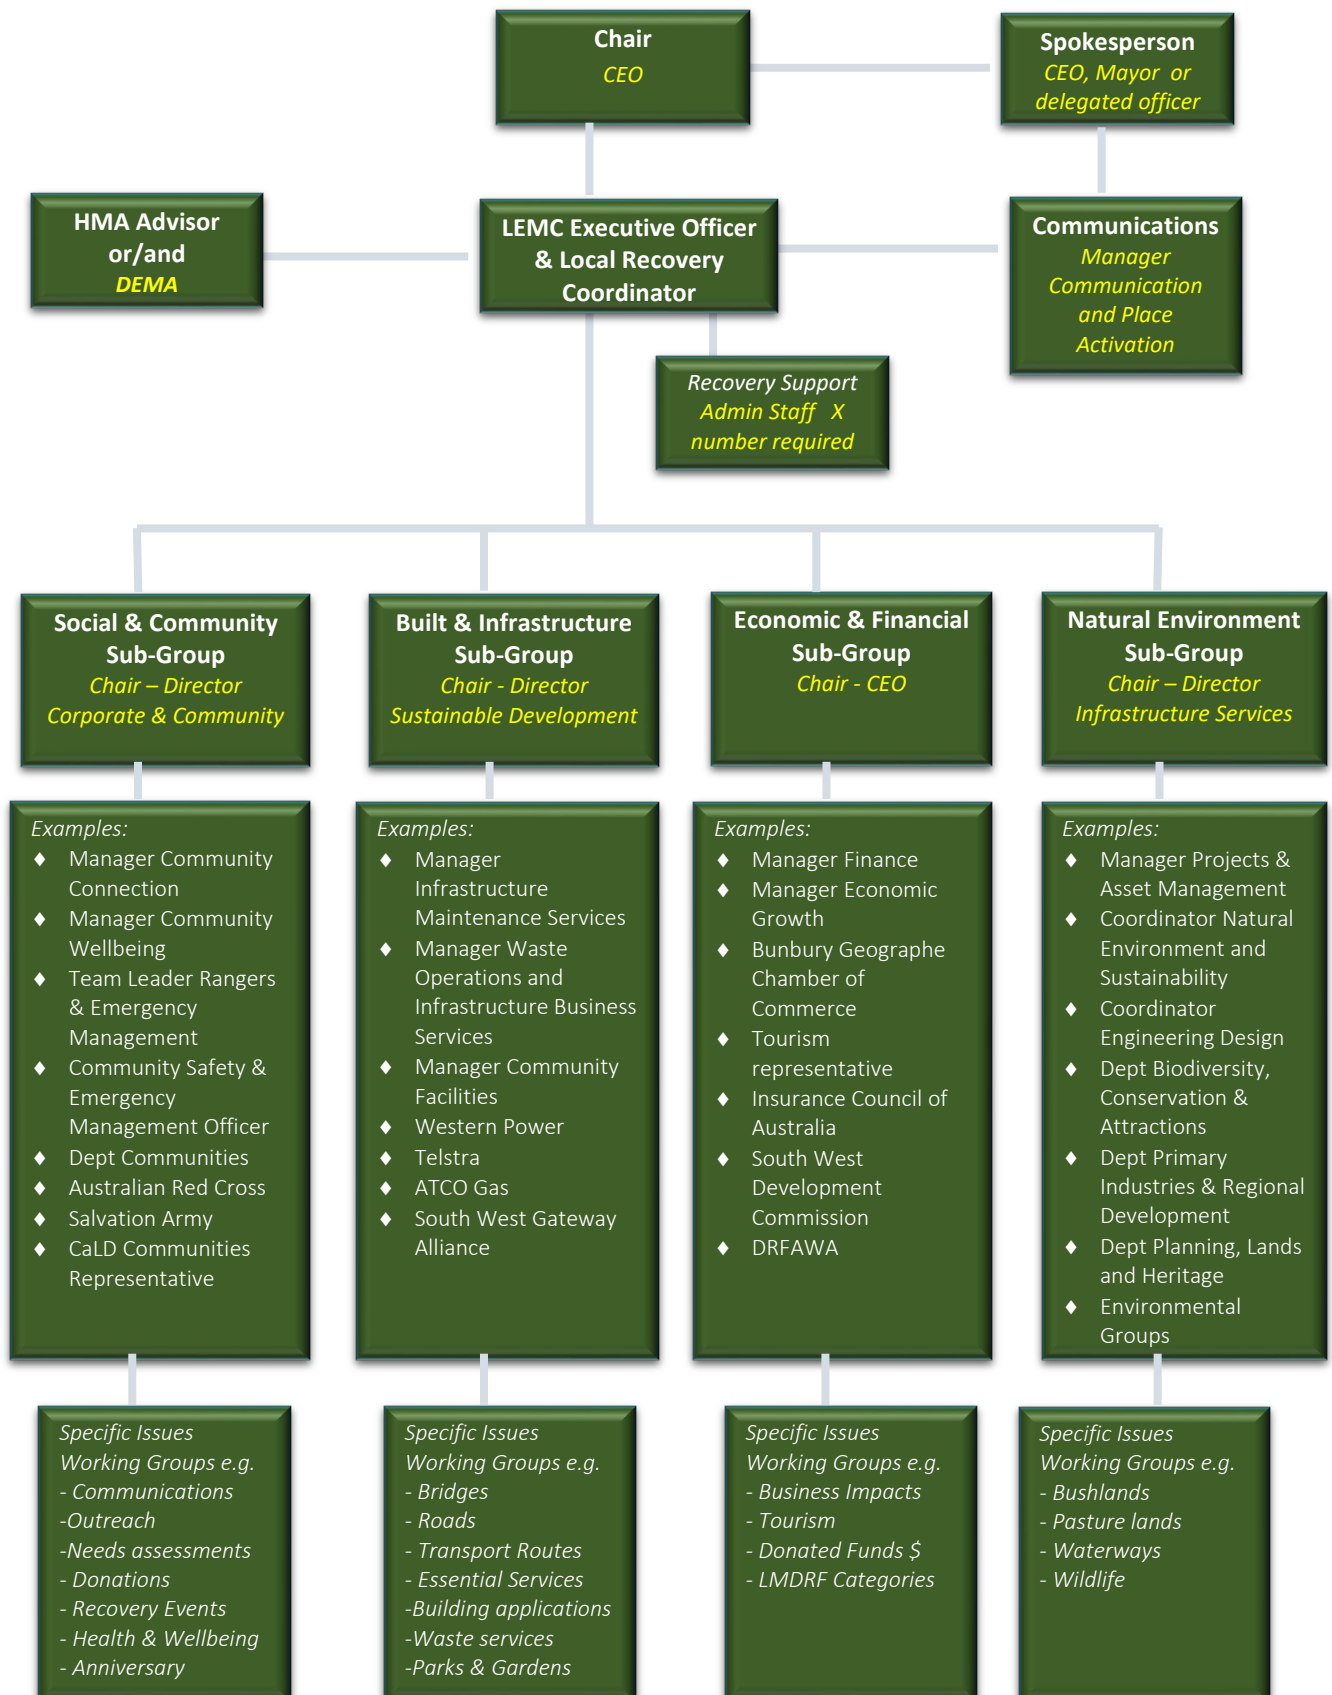 Chair
CEO
Spokesperson
CEO, Mayor or
delegated officer
HMA Advisor
or/and
DEMA
LEMC Executive Officer
& Local Recovery
Coordinator
Communications
Manager
Communication
and Place
Activation
Recovery Support
Admin Staff X
number required
Social & Community
Sub-Group
Chair – Director
Corporate & Community
Built & Infrastructure
Sub-Group
Chair - Director
Sustainable Development
Economic & Financial
Sub-Group
Chair - CEO
Natural Environment
Sub-Group
Chair – Director
Infrastructure Services
Examples:
♦ Manager Community
Connection
♦ Manager Community
Wellbeing
♦ Team Leader Rangers
& Emergency
Management
♦ Community Safety &
Emergency
Management Officer
♦ Dept Communities
♦ Australian Red Cross
♦ Salvation Army
♦ CaLD Communities
Representative
Examples:
♦ Manager
Infrastructure
Maintenance Services
♦ Manager Waste
Operations and
Infrastructure Business
Services
♦ Manager Community
Facilities
♦ Western Power
♦ Telstra
♦ ATCO Gas
♦ South West Gateway
Alliance
Examples:
♦ Manager Finance
♦ Manager Economic
Growth
♦ Bunbury Geographe
Chamber of
Commerce
♦ Tourism
representative
♦ Insurance Council of
Australia
♦ South West
Development
Commission
♦ DRFAWA
Examples:
♦ Manager Projects &
Asset Management
♦ Coordinator Natural
Environment and
Sustainability
♦ Coordinator
Engineering Design
♦ Dept Biodiversity,
Conservation &
Attractions
♦ Dept Primary
Industries & Regional
Development
♦ Dept Planning, Lands
and Heritage
♦ Environmental
Groups
Specific Issues
Working Groups e.g.
- Communications
-Outreach
-Needs assessments
- Donations
- Recovery Events
- Health & Wellbeing
- Anniversary
Specific Issues
Working Groups e.g.
- Bridges
- Roads
- Transport Routes
- Essential Services
-Building applications
-Waste services
-Parks & Gardens
Specific Issues
Working Groups e.g.
- Business Impacts
- Tourism
- Donated Funds $
- LMDRF Categories
Specific Issues
Working Groups e.g.
- Bushlands
- Pasture lands
- Waterways
- Wildlife